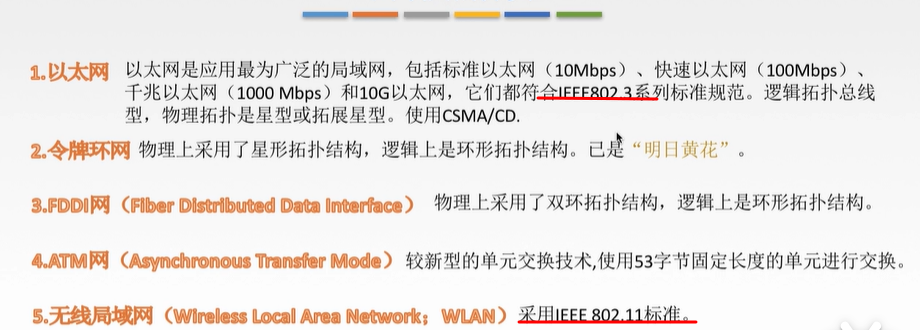 1.以太网 以太网是应用最为广泛的局域网，包括标准以太网（10Mbps）、快速以太网（100Mbps）、
千兆以太网（1000 Mbps）和10G以太网，它们都符合IEEE802.3系列标准规范。逻辑拓扑总线
型，物理拓扑是星型或拓展星型。使用CSMA/CD.
2.令牌环网 物理上采用了星形拓扑结构，逻辑上是环形拓扑结构。已是“明日黄花”。
3.FDDI网（Fiber Distributed Data Interface） 物理上采用了双环拓扑结构，逻辑上是环形拓扑结构。
4.ATM网（Asynchronous Transfer Mode） 较新型的单元交换技术,使用53字节固定长度的单元进行交换。
5.无线局域网（Wireless Local Area Network；WLAN） 采用IEEE 802.11标准。